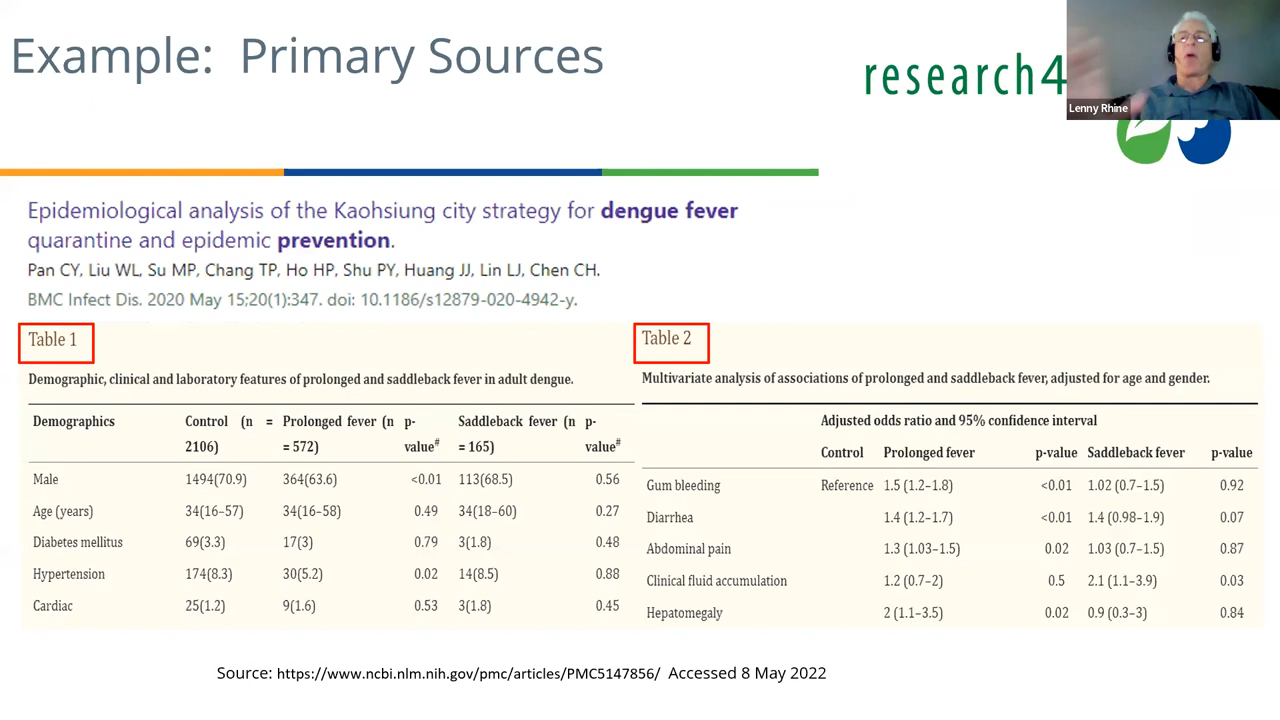 Example: Primary Sources
research4
Lenny Rhine
Epidemiological analysis of the Kaohsiung city strategy for dengue fever
quarantine and epidemic prevention.
Pan CY, Liu WL, Su MP, Chang TP, Ho HP, Shu PY, Huang JJ, Lin LJ, Chen CH.
BMC Infect Dis. 2020 May 15;20(1):347. doi: 10.1186/s12879-020-4942-y.
Table 1
Demographic, clinical and laboratory features of prolonged and saddleback fever in adult dengue.
Demographics Control (n = Prolonged fever (n p- Saddleback fever (n p-
2106) = 572) value# = 165) value#
Male 1494(70.9) 364(63.6) <0.01 113(68.5) 0.56
Age (years) 34(16–57) 34(16–58) 0.49 34(18–60) 0.27
Diabetes mellitus 69(3.3) 17(3) 0.79 3(1.8) 0.48
Hypertension 174(8.3) 30(5.2) 0.02 14(8.5) 0.88
Cardiac 25(1.2) 9(1.6) 0.53 3(1.8) 0.45
Table 2
Multivariate analysis of associations of prolonged and saddleback fever, adjusted for age and gender.
Adjusted odds ratio and 95% confidence interval
Control Prolonged fever p-value Saddleback fever p-value
Gum bleeding Reference 1.5 (1.2–1.8) <0.01 1.02 (0.7–1.5) 0.92
Diarrhea 1.4 (1.2–1.7) <0.01 1.4 (0.98–1.9) 0.07
Abdominal pain 1.3 (1.03–1.5) 0.02 1.03 (0.7–1.5) 0.87
Clinical fluid accumulation 1.2 (0.7–2) 0.5 2.1 (1.1–3.9) 0.03
Hepatomegaly 2 (1.1–3.5) 0.02 0.9 (0.3–3) 0.84
Source: https://www.ncbi.nlm.nih.gov/pmc/articles/PMC5147856/ Accessed 8 May 2022